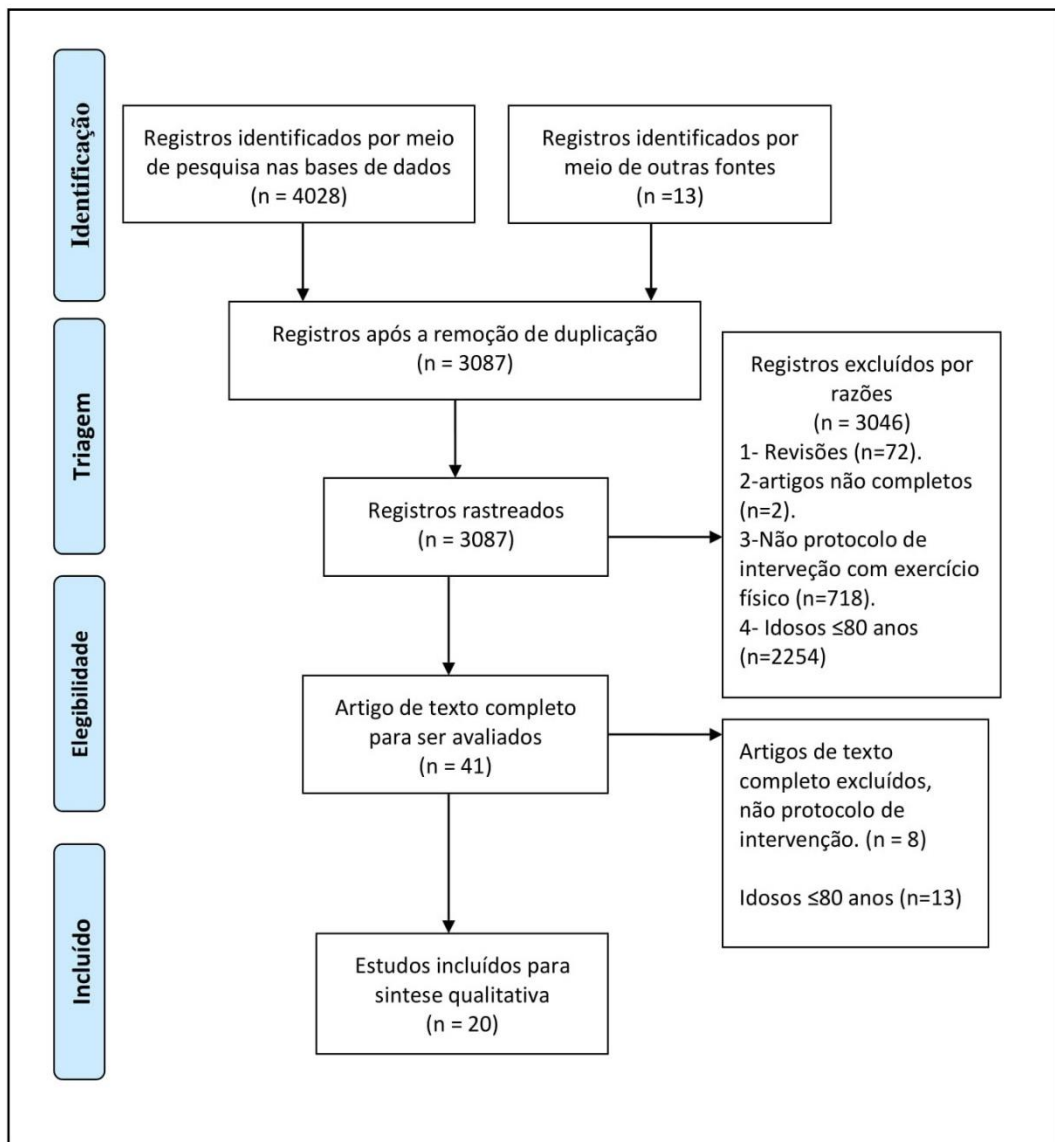 Identificação
Registros identificados por meio
de pesquisa nas bases de dados
(n = 4028)
Registros identificados por
meio de outras fontes
(n =13)
Triagem
Registros após a remoção de duplicação
(n = 3087)
Registros rastreados
(n = 3087)
Registros excluídos por
razões
(n = 3046)
1- Revisões (n=72).
2-artigos não completos
(n=2).
3-Não protocolo de
interveção com exercício
físico (n=718).
4- Idosos ≤80 anos
(n=2254)
Elegibilidade
Artigo de texto completo
para ser avaliados
(n = 41)
Artigos de texto
completo excluídos,
não protocolo de
intervenção. (n = 8)
Idosos ≤80 anos (n=13)
Incluído
Estudos incluídos para
sintese qualitativa
(n = 20)